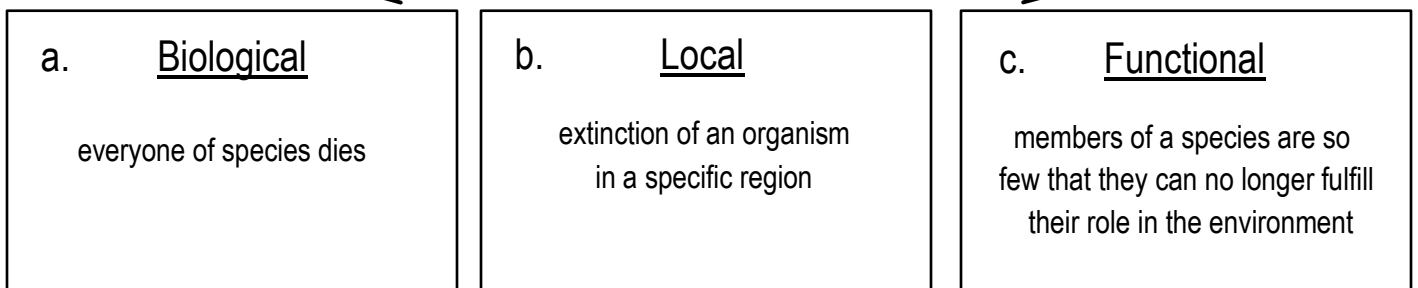 a. Biological
everyone of species dies
b. Local
extinction of an organism
in a specific region
c. Functional
members of a species are so
few that they can no longer fulfill
their role in the environment